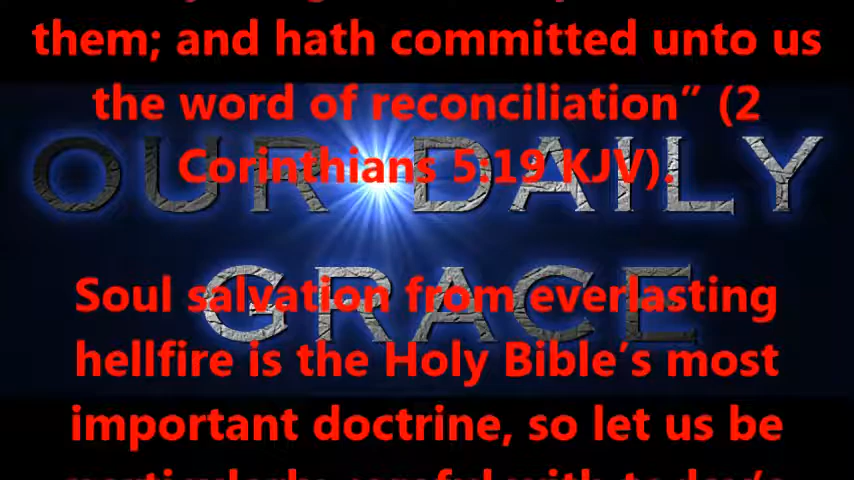 them; and hath committed unto us
the word of reconciliation” (2
Corinthians 5:19 KJV).
OUR DAILY
GRACE
Soul salvation from everlasting
hellfire is the Holy Bible’s most
important doctrine, so let us be